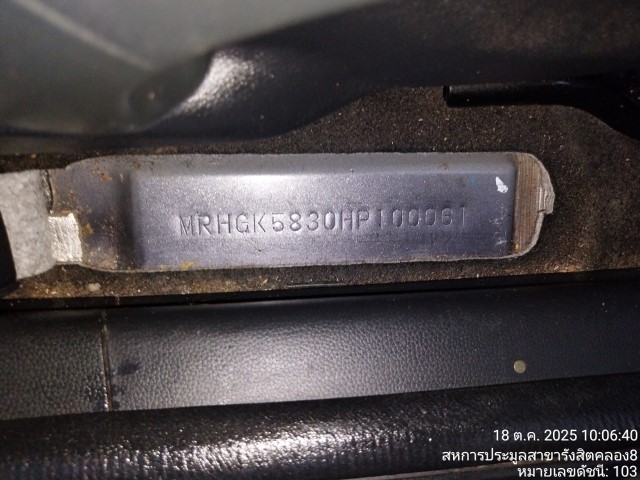 MRHGK5830HP100061
18 ต.ค. 2025 10:06:40
สหการประมูลสาขารังสิตคลอง8
หมายเลขดัชนี: 103